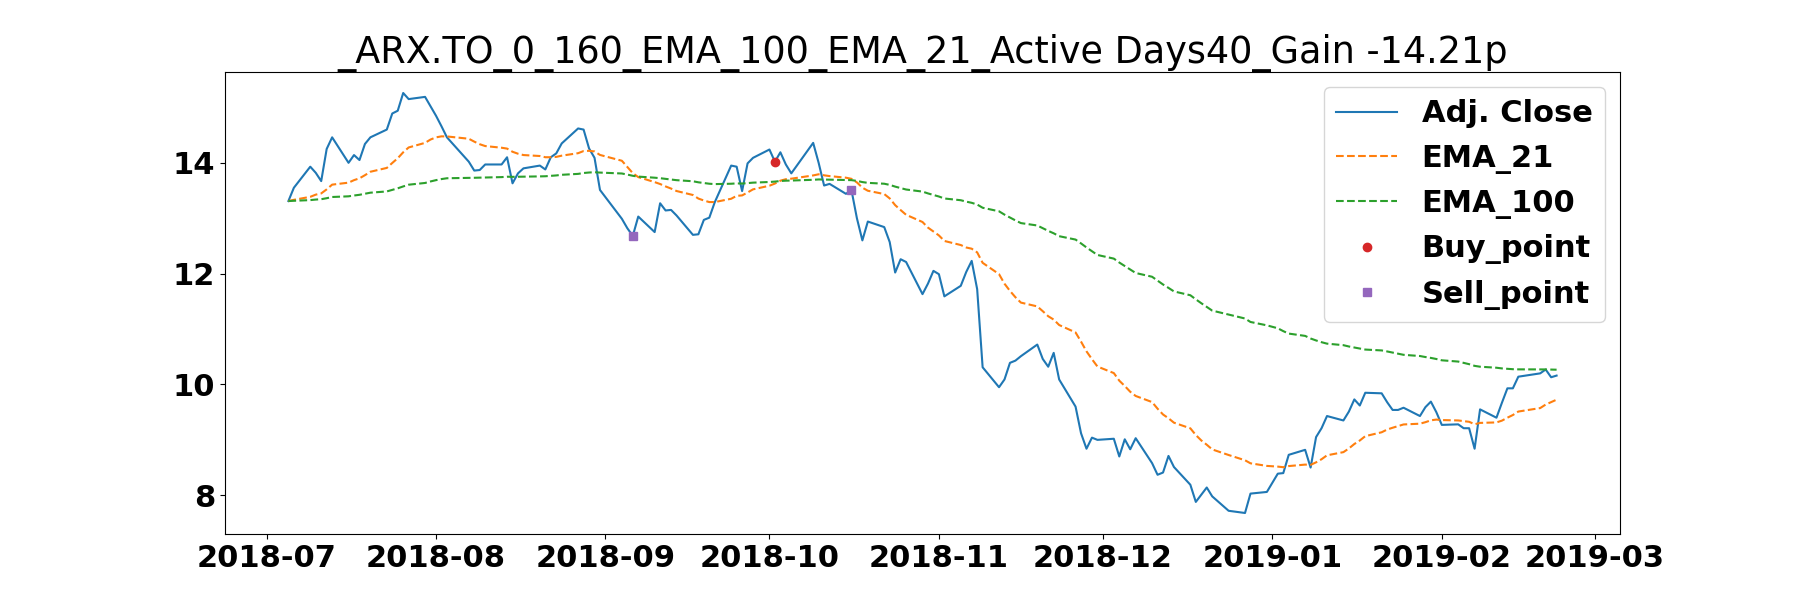 _ARX.TO_0_160_EMA_100_EMA_21_Active Days40_Gain -14.21p
Adj. Close
EMA_21
EMA_100
Buy_point
Sell_point
14
12
10
8
2018-07 2018-08 2018-09 2018-10 2018-11 2018-12 2019-01 2019-02 2019-03